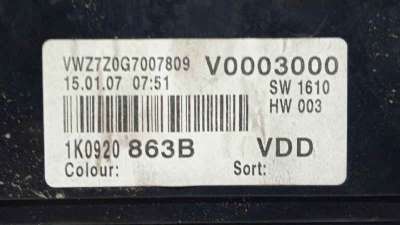 VWZ7Z0G7007809 V0003000
15.01.07 07:51 SW 1610
HW 003
1K0920 863B VDD
Colour: Sort: